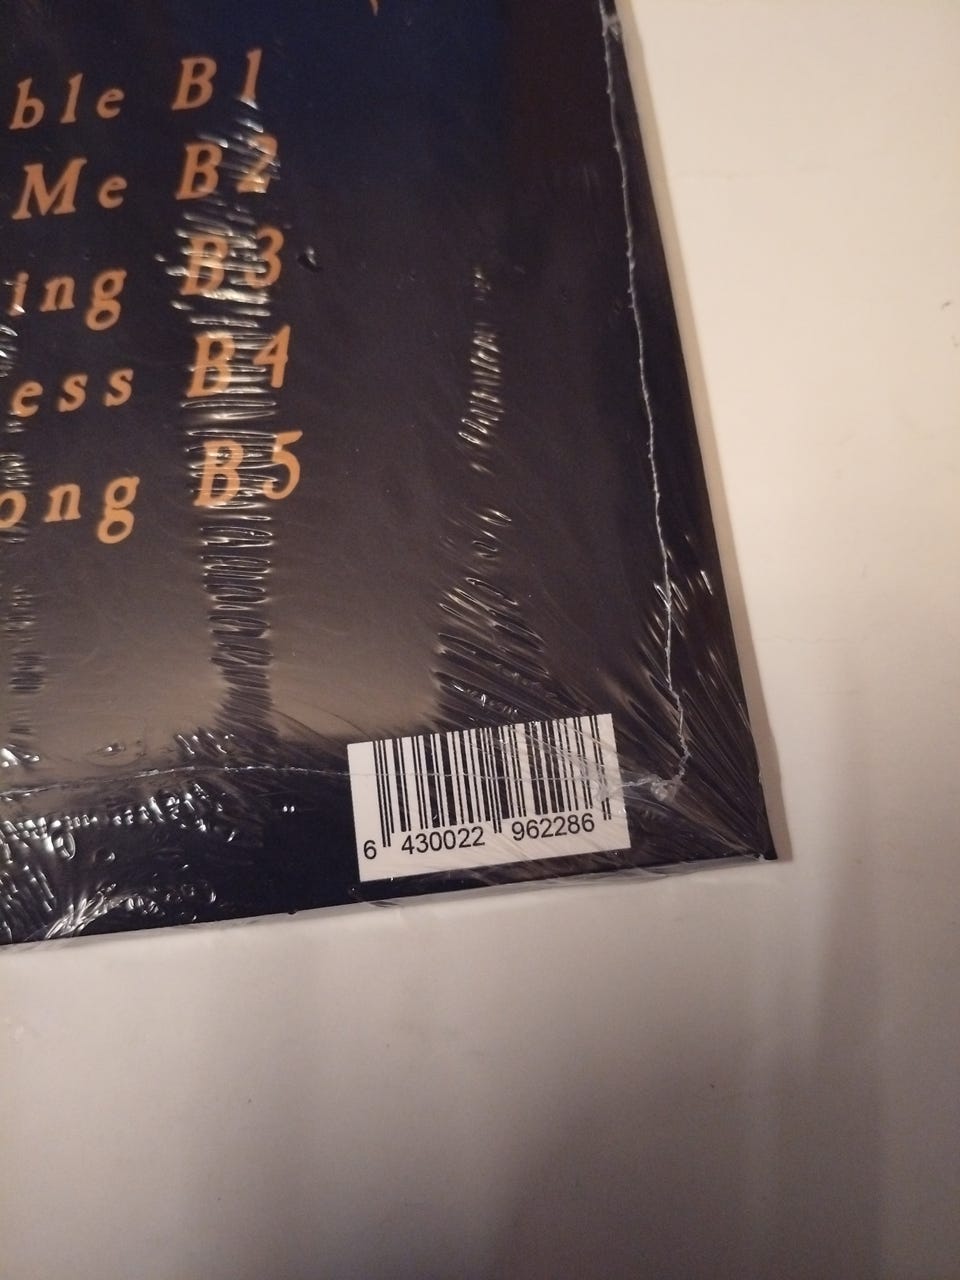 ble B1
Me B2
ing B3
ess B4
ong B5
6 430022 962286